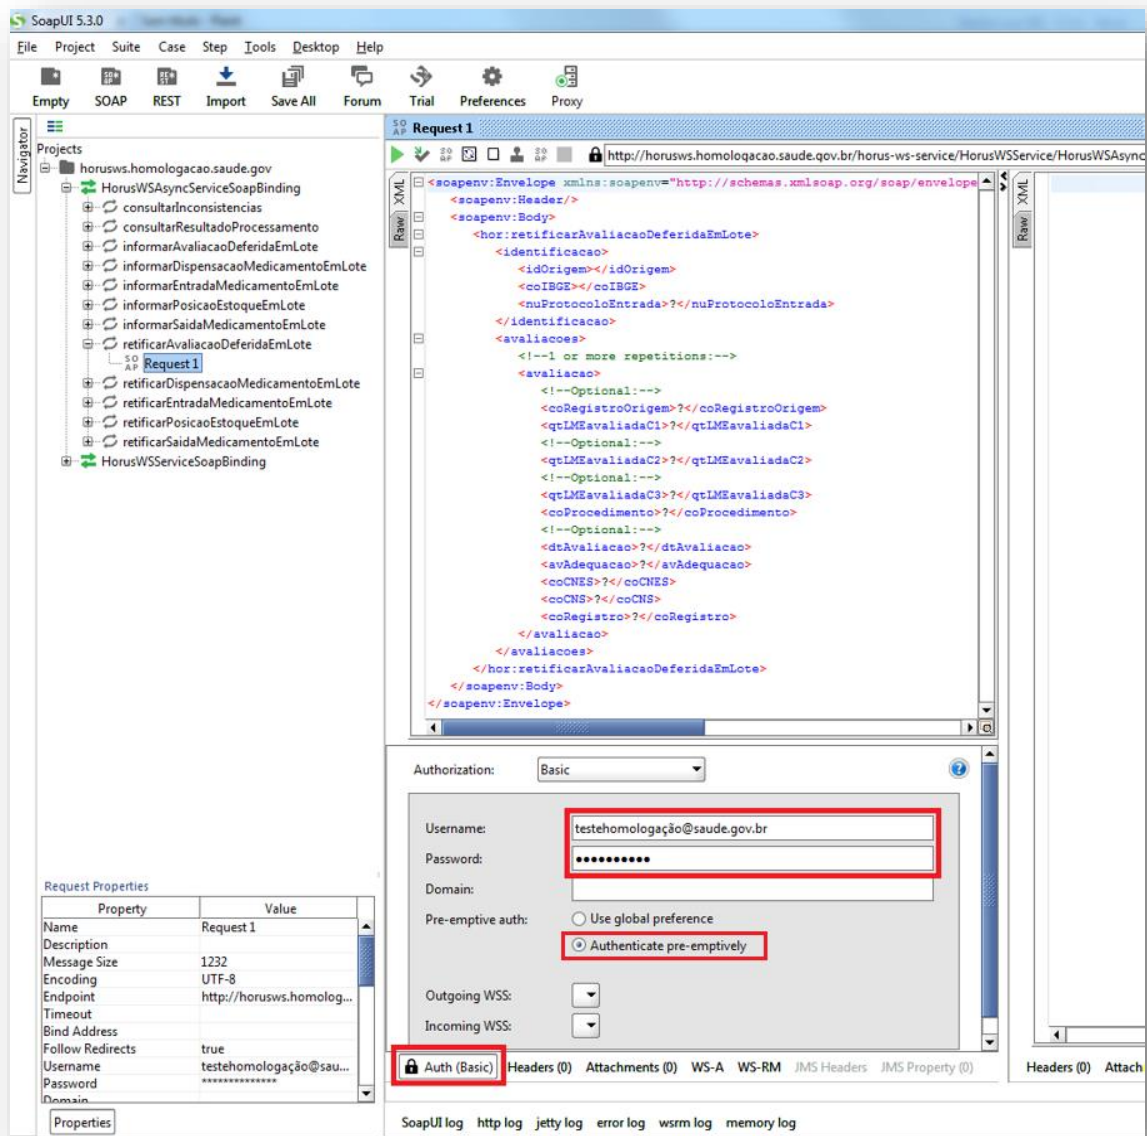 SoapUI 5.3.0
File Project Suite Case Step Tools Desktop Help
Empty SOAP REST Import Save All Forum Trial Preferences Proxy
Navigator
Projects
horusws.homologacao.saude.gov
HorusWSAsyncServiceSoapBinding
consultarInconsistencias
consultarResultadoProcessamento
informarAvaliacaoDeferidaEmLote
informarDispensacaoMedicamentoEmLote
informarEntradaMedicamentoEmLote
informarPosicaoEstoqueEmLote
informarSaidaMedicamentoEmLote
retificarAvaliacaoDeferidaEmLote
SOAP Request 1
retificarDispensacaoMedicamentoEmLote
retificarEntradaMedicamentoEmLote
retificarPosicaoEstoqueEmLote
retificarSaidaMedicamentoEmLote
HorusWSServiceSoapBinding
Request Properties
Property Value
Name Request 1
Description
Message Size 1232
Encoding UTF-8
Endpoint http://horusws.homolog...
Timeout
Bind Address
Follow Redirects true
Username testehomologação@sau...
Password **************
Domain
Properties
SOAP Request 1
http://horusws.homologacao.saude.gov.br/horus-ws-service/HorusWSService/HorusWSAsync
XML
Raw
<soapenv:Envelope xmlns:soapenv="http://schemas.xmlsoap.org/soap/envelope
<soapenv:Header/>
<soapenv:Body>
<hor:retificarAvaliacaoDeferidaEmLote>
<identificacao>
<idOrigem></idOrigem>
<coIBGE></coIBGE>
<nuProtocoloEntrada>?</nuProtocoloEntrada>
</identificacao>
<avaliacoes>
<!--1 or more repetitions:-->
<avaliacao>
<!--Optional:-->
<coRegistroOrigem>?</coRegistroOrigem>
<qtLMEavaliadaC1>?</qtLMEavaliadaC1>
<!--Optional:-->
<qtLMEavaliadaC2>?</qtLMEavaliadaC2>
<!--Optional:-->
<qtLMEavaliadaC3>?</qtLMEavaliadaC3>
<coProcedimento>?</coProcedimento>
<!--Optional:-->
<dtAvaliacao>?</dtAvaliacao>
<avAdequacao>?</avAdequacao>
<coCNES>?</coCNES>
<coCNS>?</coCNS>
<coRegistro>?</coRegistro>
</avaliacao>
</avaliacoes>
</hor:retificarAvaliacaoDeferidaEmLote>
</soapenv:Body>
</soapenv:Envelope>
XML
Raw
Authorization: Basic
Username: testehomologação@saude.gov.br
Password: ●●●●●●●●●●
Domain:
Pre-emptive auth: Use global preference
Authenticate pre-emptively
Outgoing WSS:
Incoming WSS:
Auth (Basic) Headers (0) Attachments (0) WS-A WS-RM JMS Headers JMS Property (0)
Headers (0) Attach
SoapUI log http log jetty log error log wsrm log memory log